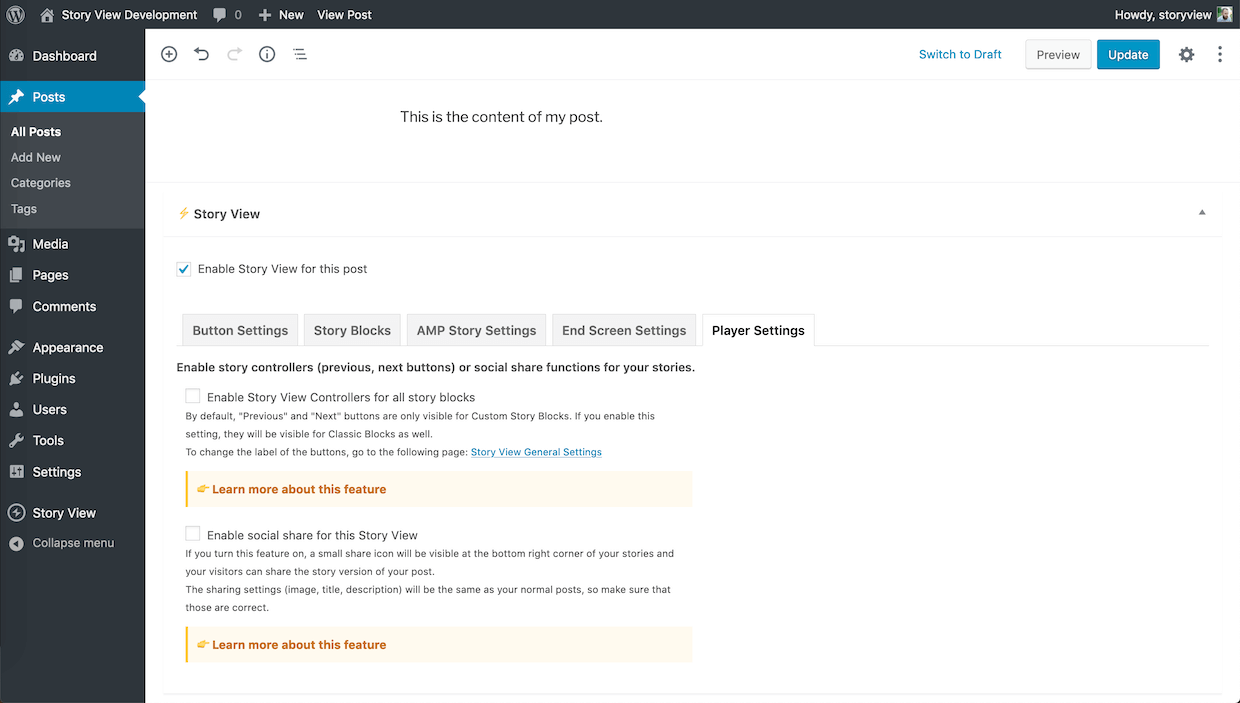 Story View Development 0 New View Post Howdy, storyview
Dashboard
Posts
All Posts
Add New
Categories
Tags
Media
Pages
Comments
Appearance
Plugins
Users
Tools
Settings
Story View
Collapse menu
Switch to Draft Preview Update
This is the content of my post.
⚡ Story View
Enable Story View for this post
Button Settings Story Blocks AMP Story Settings End Screen Settings Player Settings
Enable story controllers (previous, next buttons) or social share functions for your stories.
Enable Story View Controllers for all story blocks
By default, "Previous" and "Next" buttons are only visible for Custom Story Blocks. If you enable this
setting, they will be visible for Classic Blocks as well.
To change the label of the buttons, go to the following page: Story View General Settings
👉 Learn more about this feature
Enable social share for this Story View
If you turn this feature on, a small share icon will be visible at the bottom right corner of your stories and
your visitors can share the story version of your post.
The sharing settings (image, title, description) will be the same as your normal posts, so make sure that
those are correct.
👉 Learn more about this feature